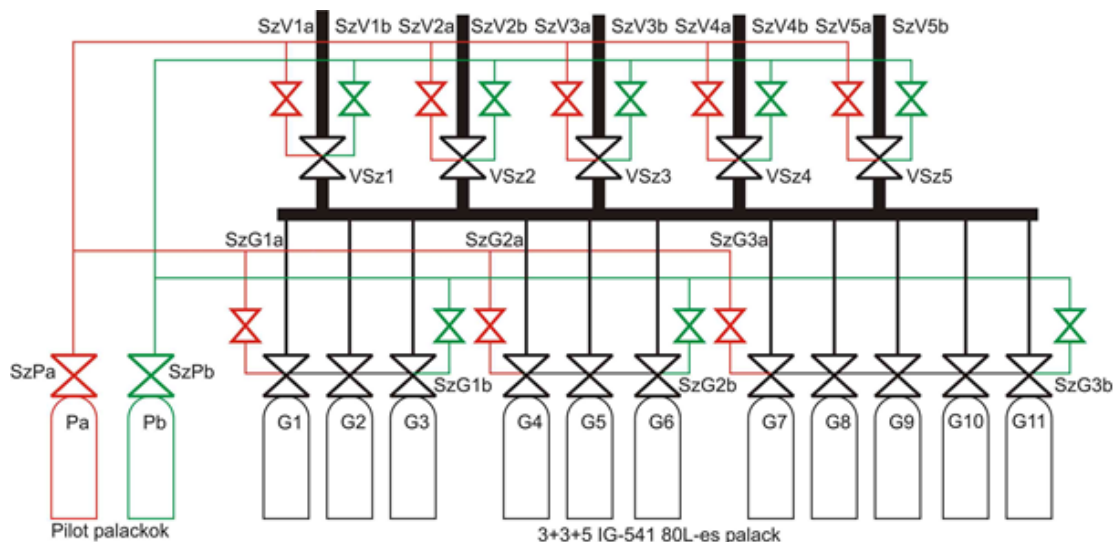 SzV1a SzV1b SzV2a SzV2b SzV3a SzV3b SzV4a SzV4b SzV5a SzV5b
VSz1 VSz2 VSz3 VSz4 VSz5
SzG1a SzG2a SzG3a
SzPa SzPb SzG1b SzG2b SzG3b
Pa Pb G1 G2 G3 G4 G5 G6 G7 G8 G9 G10 G11
Pilot palackok 3+3+5 IG-541 80L-es palack